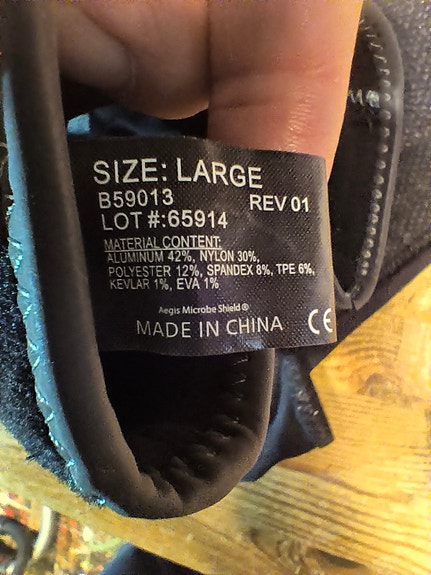 SIZE: LARGE
B59013 REV 01
LOT #:65914
MATERIAL CONTENT:
ALUMINUM 42%, NYLON 30%,
POLYESTER 12%, SPANDEX 8%, TPE 6%,
KEVLAR 1%, EVA 1%
Aegis Microbe Shield ®
MADE IN CHINA CE